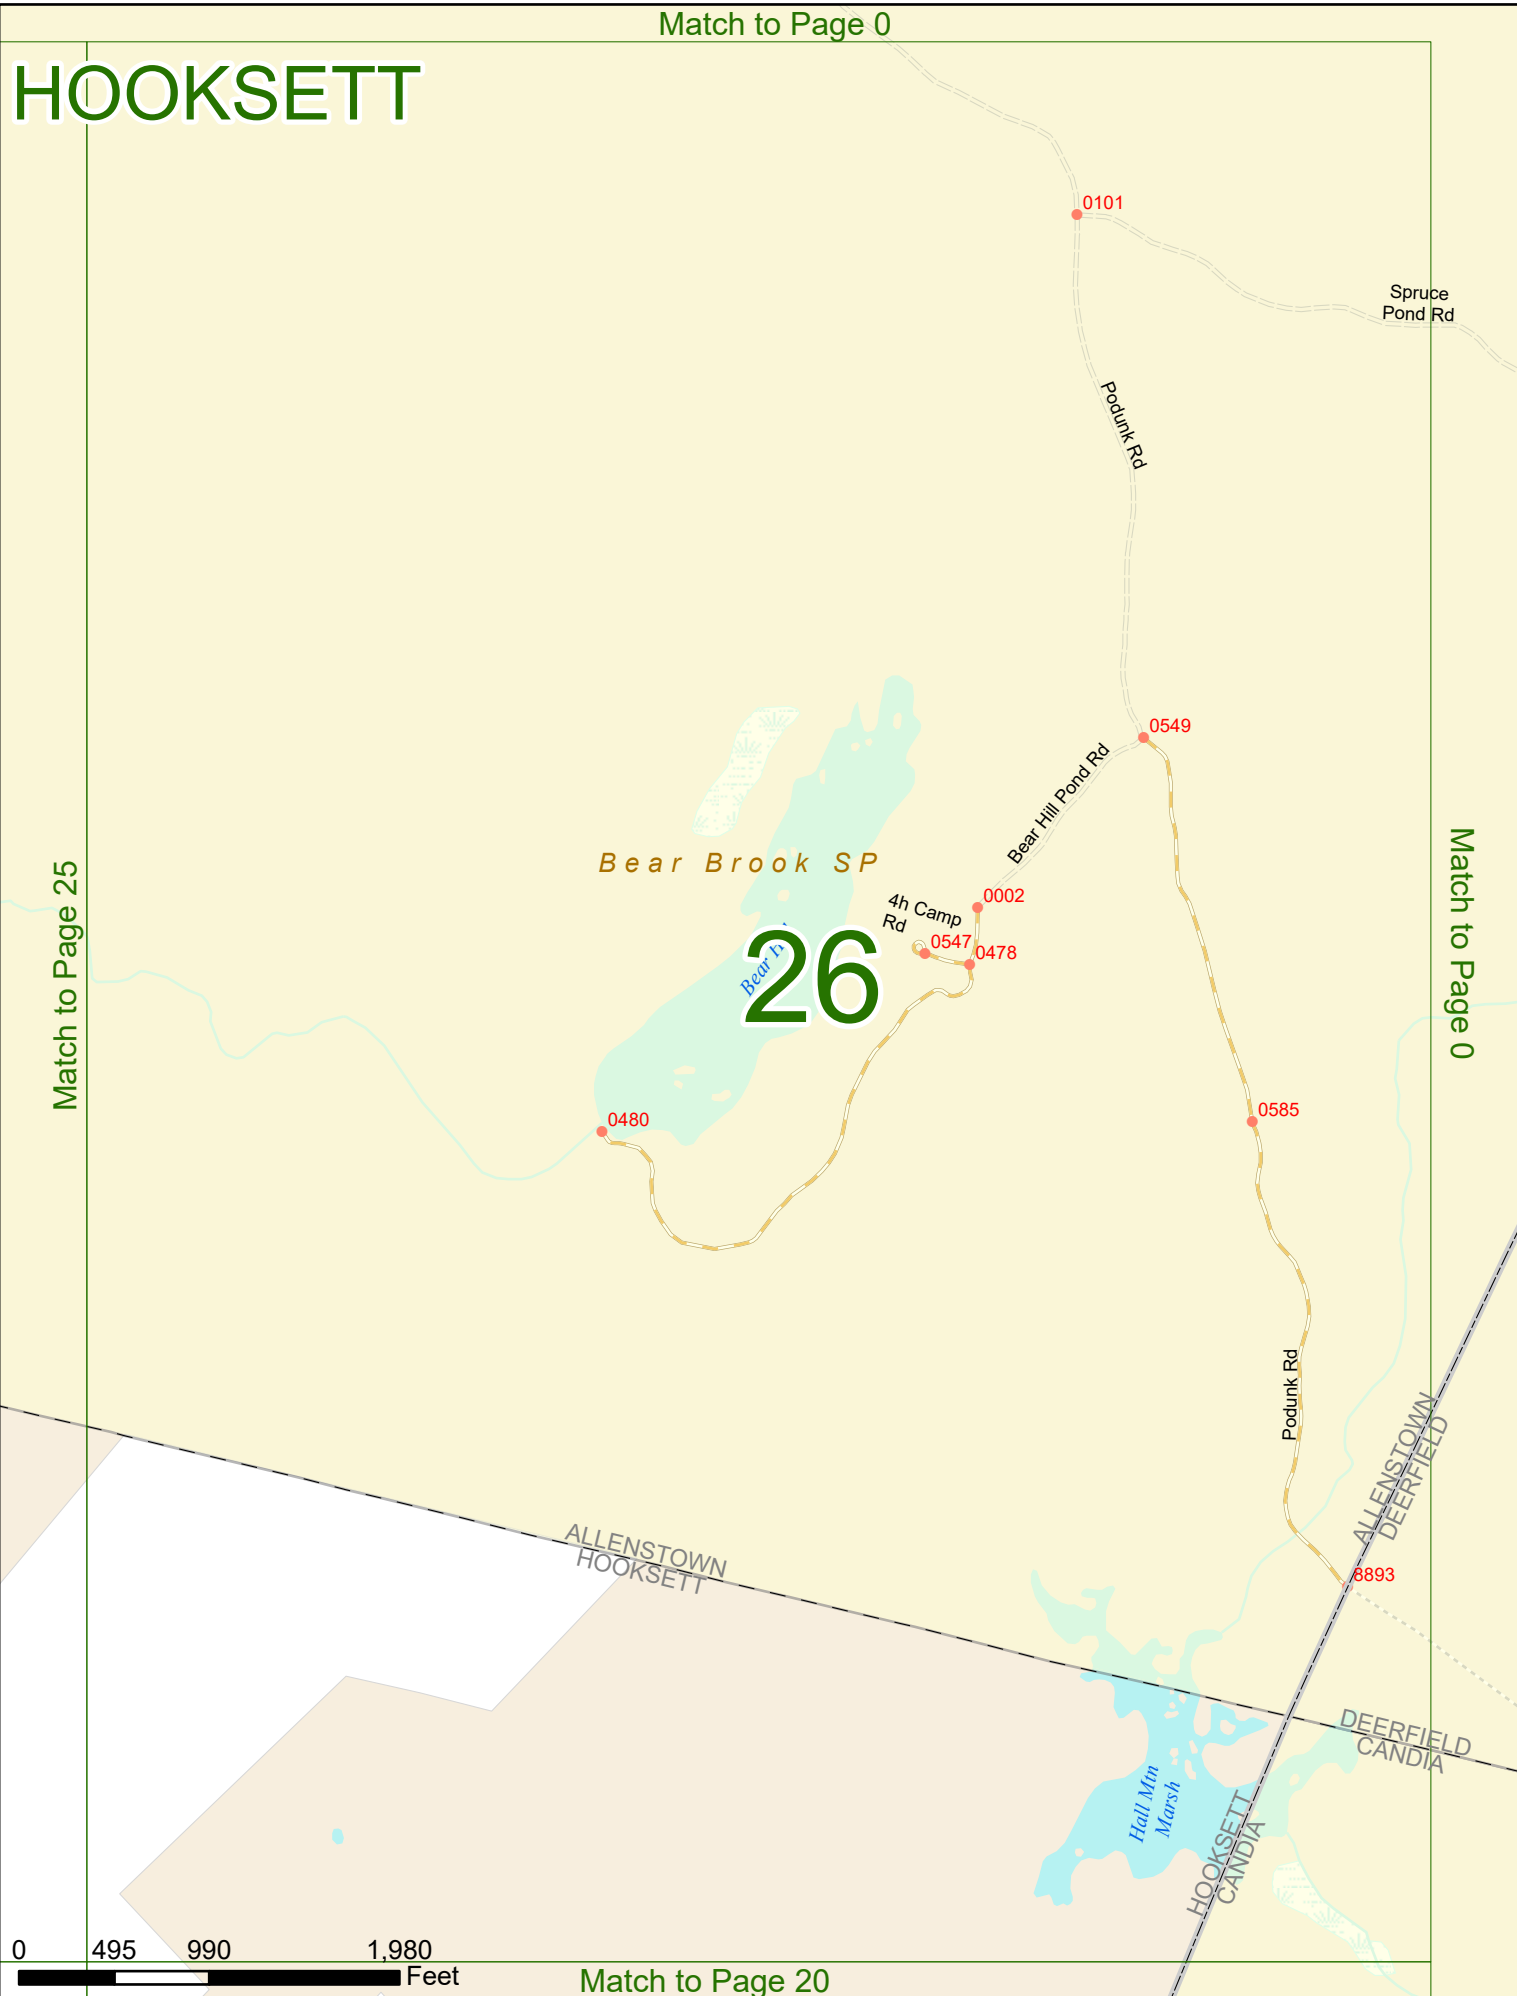 Match to Page 0
HOOKSETT
0101
Spruce
Pond Rd
Podunk Rd
0549
Bear Hill Pond Rd
Bear Brook SP
Match to Page 25
Match to Page 0
0002
4h Camp
Rd
0547
0478
Bear
26
0480
0585
Podunk Rd
ALLENSTOWN
DEERFIELD
ALLENSTOWN
HOOKSETT
8893
DEERFIELD
CANDIA
Hall Mtn
Marsh
HOOKSETT
CANDIA
0 495 990 1,980
Feet
Match to Page 20